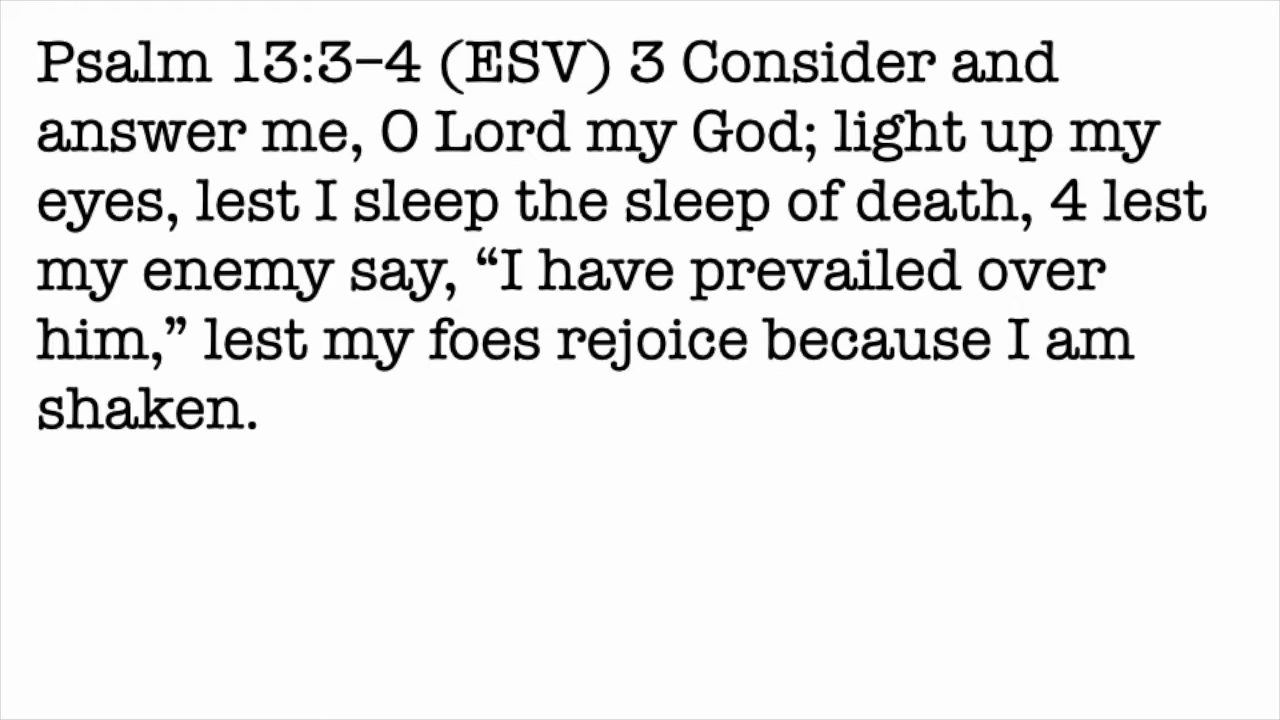 Psalm 13:3–4 (ESV) 3 Consider and
answer me, O Lord my God; light up my
eyes, lest I sleep the sleep of death, 4 lest
my enemy say, “I have prevailed over
him,” lest my foes rejoice because I am
shaken.